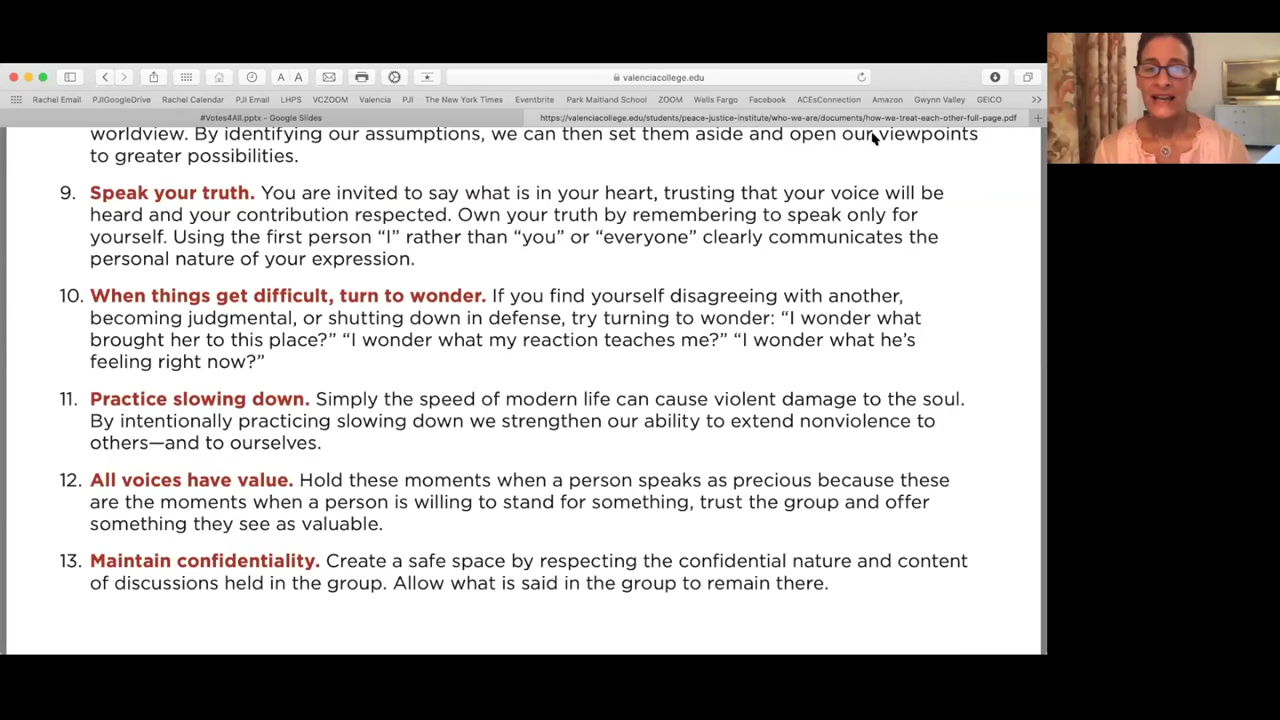 valenciacollege.edu
Rachel Email PJIGoogleDrive Rachel Calendar PJI Email LHPS VCZOOM Valencia PJI The New York Times Eventbrite Park Maitland School ZOOM Wells Fargo Facebook ACEsConnection Amazon Gwynn Valley GEICO
#Votes4All.pptx - Google Slides https://valenciacollege.edu/students/peace-justice-institute/who-we-are/documents/how-we-treat-each-other-full-page.pdf
worldview. By identifying our assumptions, we can then set them aside and open our viewpoints
to greater possibilities.
9. Speak your truth. You are invited to say what is in your heart, trusting that your voice will be
heard and your contribution respected. Own your truth by remembering to speak only for
yourself. Using the first person “I” rather than “you” or “everyone” clearly communicates the
personal nature of your expression.
10. When things get difficult, turn to wonder. If you find yourself disagreeing with another,
becoming judgmental, or shutting down in defense, try turning to wonder: “I wonder what
brought her to this place?” “I wonder what my reaction teaches me?” “I wonder what he’s
feeling right now?”
11. Practice slowing down. Simply the speed of modern life can cause violent damage to the soul.
By intentionally practicing slowing down we strengthen our ability to extend nonviolence to
others—and to ourselves.
12. All voices have value. Hold these moments when a person speaks as precious because these
are the moments when a person is willing to stand for something, trust the group and offer
something they see as valuable.
13. Maintain confidentiality. Create a safe space by respecting the confidential nature and content
of discussions held in the group. Allow what is said in the group to remain there.